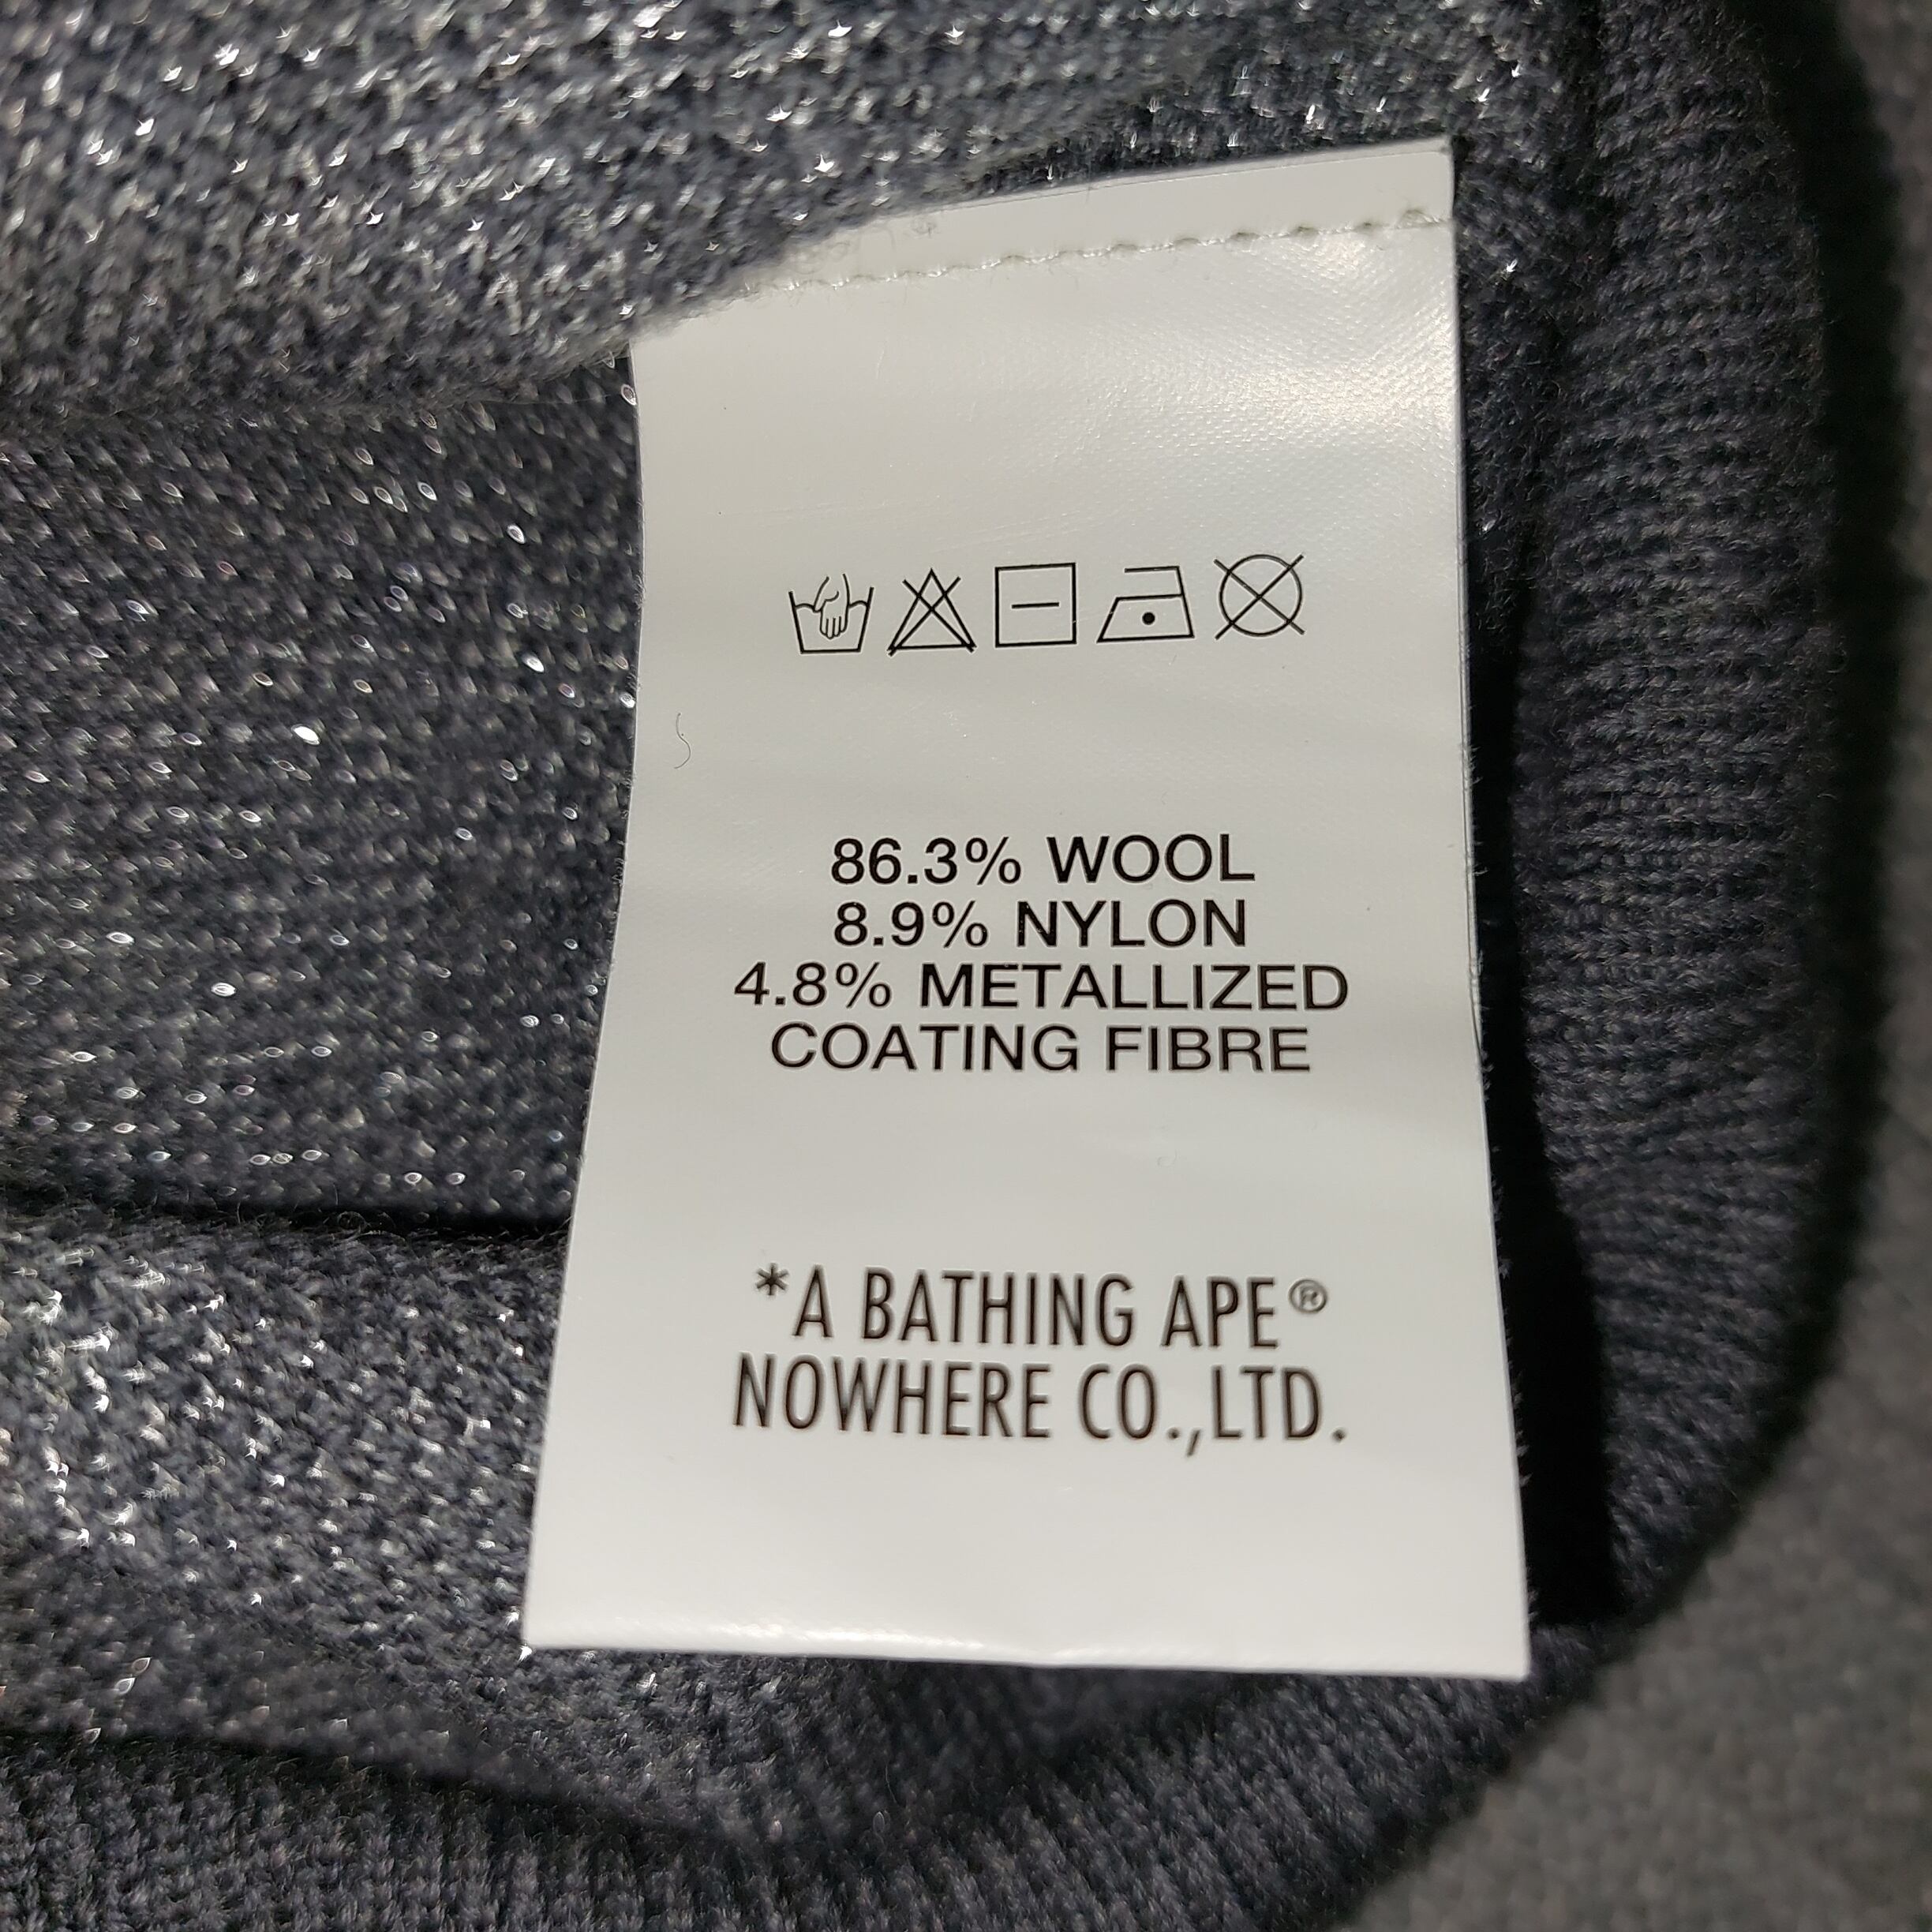 86.3% WOOL
8.9% NYLON
4.8% METALLIZED
COATING FIBRE
*A BATHING APE®
NOWHERE CO.,LTD.